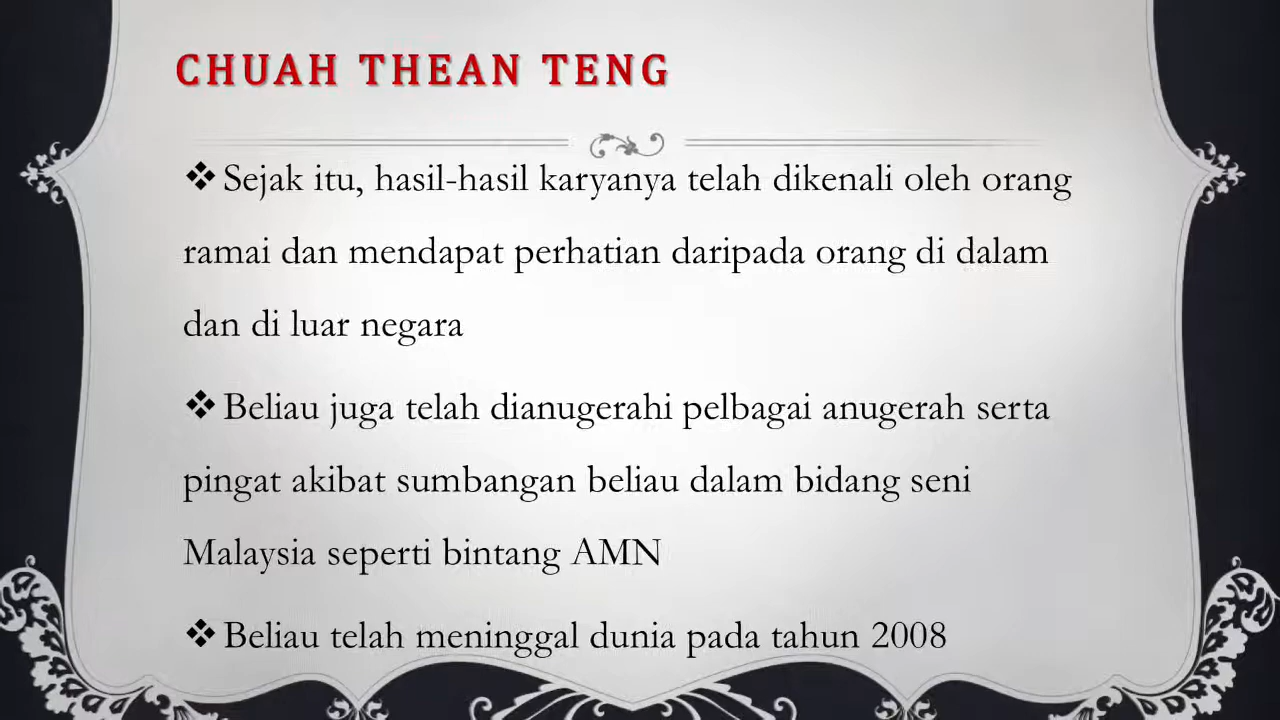 CHUAH THEAN TENG
❖Sejak itu, hasil-hasil karyanya telah dikenali oleh orang
ramai dan mendapat perhatian daripada orang di dalam
dan di luar negara
❖Beliau juga telah dianugerahi pelbagai anugerah serta
pingat akibat sumbangan beliau dalam bidang seni
Malaysia seperti bintang AMN
❖Beliau telah meninggal dunia pada tahun 2008